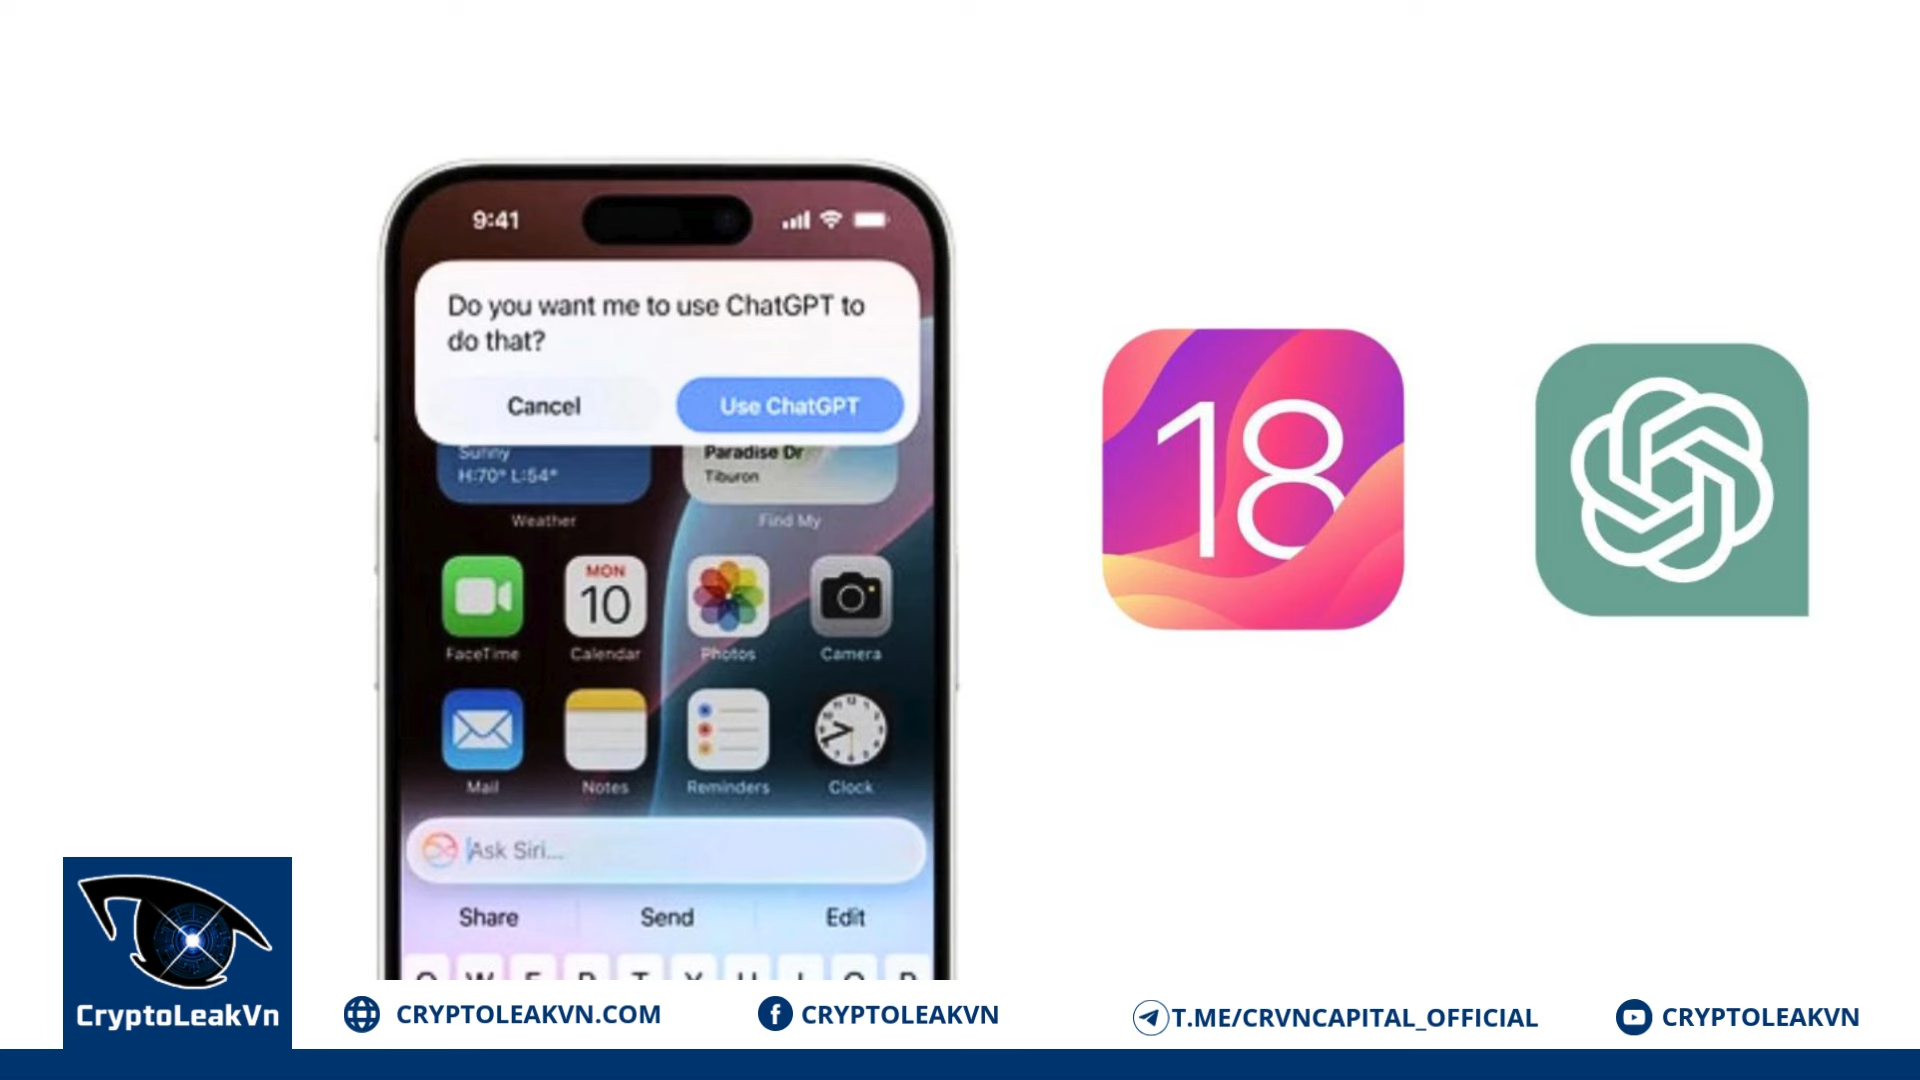 9:41
Do you want me to use ChatGPT to
do that?
Cancel
Use ChatGPT
Sunny
H:70° L:54°
Weather
Paradise Dr
Tiburon
Find My
FaceTime
MON
10
Calendar
Photos
Camera
Mail
Notes
Reminders
Clock
Ask Siri...
Share
Send
Edit
Q W E R T Y U I O P
18
CryptoLeakVn
CRYPTOLEAKVN.COM
CRYPTOLEAKVN
T.ME/CRVNCAPITAL_OFFICIAL
CRYPTOLEAKVN